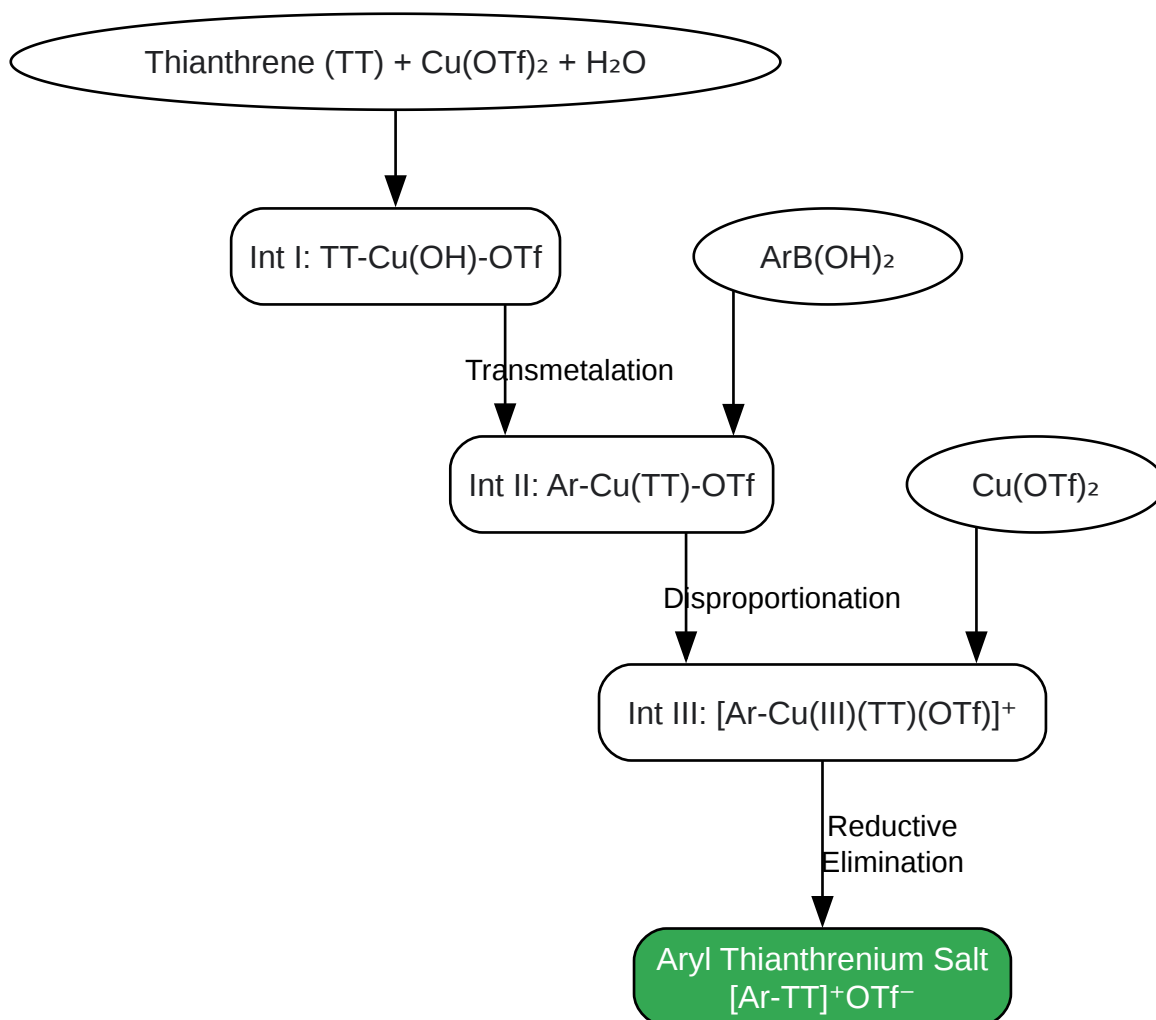 Thianthrene (TT) + Cu(OTf)₂ + H₂O
Int I: TT-Cu(OH)-OTf
ArB(OH)₂
Transmetalation
Int II: Ar-Cu(TT)-OTf
Cu(OTf)₂
Disproportionation
Int III: [Ar-Cu(III)(TT)(OTf)]⁺
Reductive
Elimination
Aryl Thianthrenium Salt
[Ar-TT]⁺OTf⁻